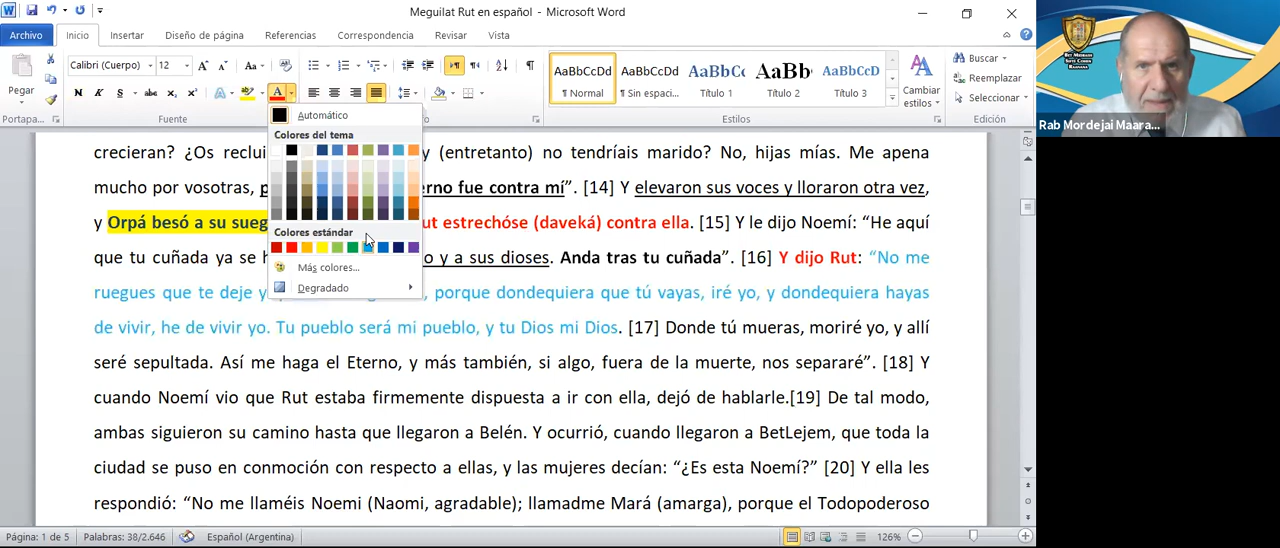 Meguilat Rut en español - Microsoft Word
Archivo Inicio Insertar Diseño de página Referencias Correspondencia Revisar Vista
Calibri (Cuerpo) 12 Aa
Pegar
N K S abc x₂ x² A
AaBbCcDd AaBbCcDd AaBbCc AaBb AaBbCcDd
¶ Normal ¶ Sin espaci... Título 1 Título 2 Título 3
Cambiar estilos
Buscar
Reemplazar
Seleccionar
Portapa... Fuente Estilos Edición
Automático
Colores del tema
Colores estándar
Más colores...
Degradado
crecieran? ¿Os reclui y (entretanto) no tendríais marido? No, hijas mías. Me apena
mucho por vosotras, erno fue contra mí”. [14] Y elevaron sus voces y lloraron otra vez,
y Orpá besó a su sueg ut estrechóse (daveká) contra ella. [15] Y le dijo Noemí: “He aquí
que tu cuñada ya se h o y a sus dioses. Anda tras tu cuñada”. [16] Y dijo Rut: “No me
ruegues que te deje y , porque dondequiera que tú vayas, iré yo, y dondequiera hayas
de vivir, he de vivir yo. Tu pueblo será mi pueblo, y tu Dios mi Dios. [17] Donde tú mueras, moriré yo, y allí
seré sepultada. Así me haga el Eterno, y más también, si algo, fuera de la muerte, nos separaré”. [18] Y
cuando Noemí vio que Rut estaba firmemente dispuesta a ir con ella, dejó de hablarle.[19] De tal modo,
ambas siguieron su camino hasta que llegaron a Belén. Y ocurrió, cuando llegaron a BetLejem, que toda la
ciudad se puso en conmoción con respecto a ellas, y las mujeres decían: “¿Es esta Noemí?” [20] Y ella les
respondió: “No me llaméis Noemi (Naomi, agradable); llamadme Mará (amarga), porque el Todopoderoso
Página: 1 de 5 Palabras: 38/2.646 Español (Argentina) 126%
Rab Mordejai Maara...